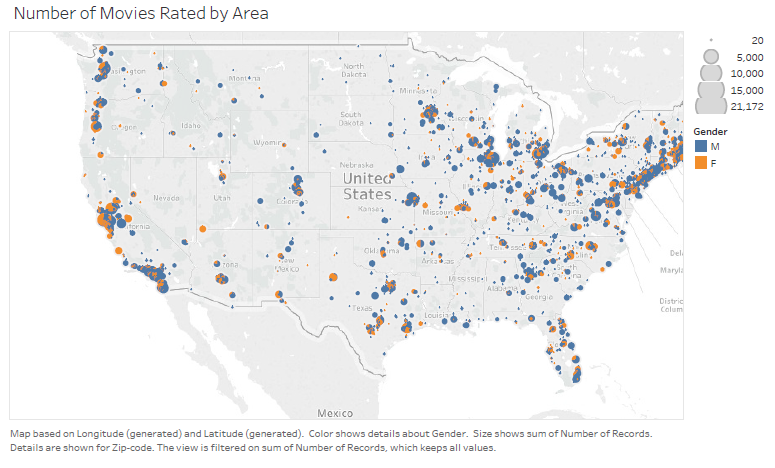 Number of Movies Rated by Area
20
5,000
10,000
15,000
21,172
Gender
M
F
Montana
North
Dakota
Minnesota
South
Dakota
Idaho
Oregon
Wyoming
Nebraska
United
States
Nevada
Utah
Kansas
Missouri
Texas
Alabama
Georgia
Mexico
Map based on Longitude (generated) and Latitude (generated).  Color shows details about Gender.  Size shows sum of Number of Records.
Details are shown for Zip-code. The view is filtered on sum of Number of Records, which keeps all values.